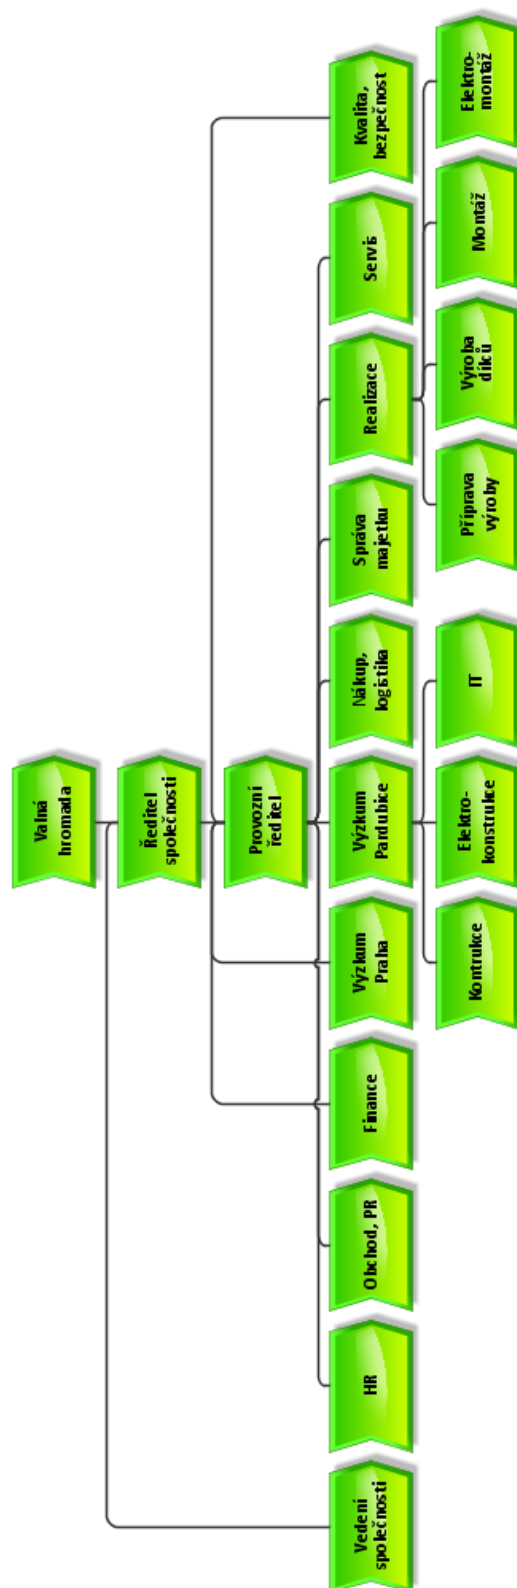 Valná
hromada
Ředitel
společnosti
Provozní
ředitel
Vedení
společnosti
HR
Obchod, PR
Finance
Výzkum
Praha
Výzkum
Pardubice
Nákup,
logistika
Správa
majetku
Realizace
Servis
Kvalita,
bezpečnost
Kontrukce
Elektro-
konstrukce
IT
Příprava
výroby
Výroba
dílců
Montáž
Elektro-
montáž